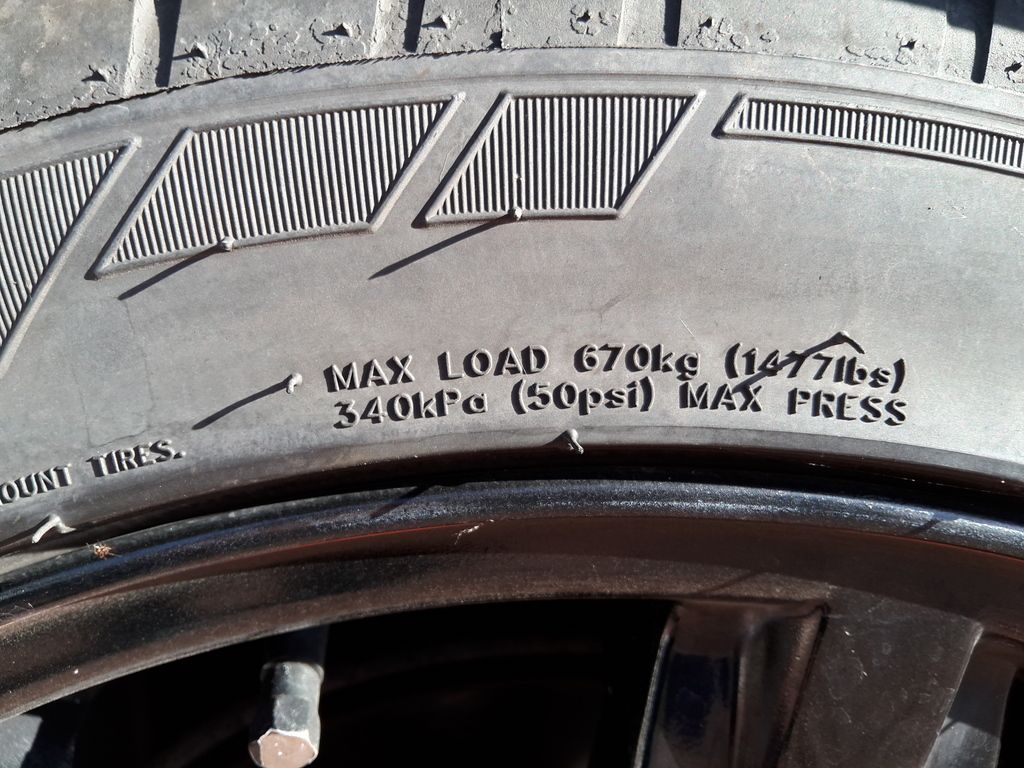 MAX LOAD 670kg (1477lbs)
340kPa (50psi) MAX PRESS
OUNT TIRES.